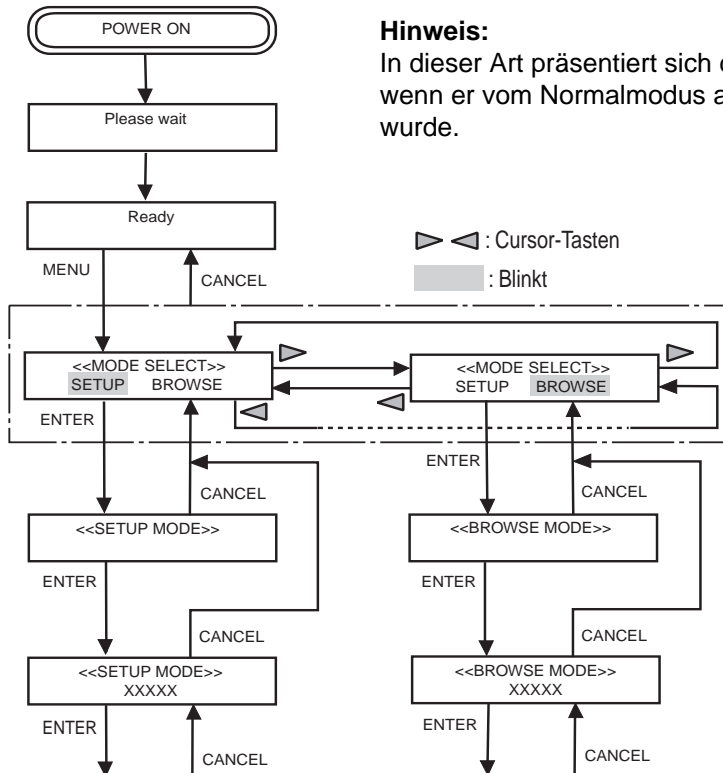 POWER ON
Hinweis:
In dieser Art präsentiert sich
wenn er vom Normalmodus
wurde.
Please wait
Ready
: Cursor-Tasten
: Blinkt
MENU
CANCEL
<<MODE SELECT>>
SETUP BROWSE
<<MODE SELECT>>
SETUP BROWSE
ENTER
CANCEL
ENTER
CANCEL
<<SETUP MODE>>
<<BROWSE MODE>>
ENTER
CANCEL
ENTER
CANCEL
<<SETUP MODE>>
XXXXX
<<BROWSE MODE>>
XXXXX
ENTER
CANCEL
ENTER
CANCEL